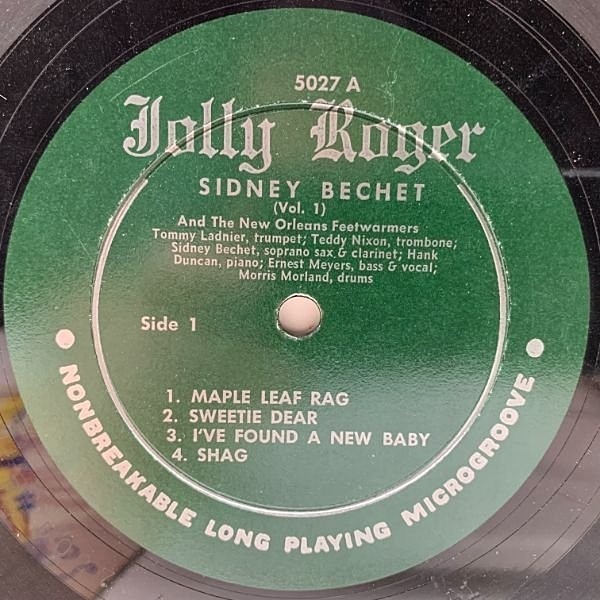 5027 A
Jolly Roger
SIDNEY BECHET
(Vol. 1)
And The New Orleans Feetwarmers
Tommy Ladnier, trumpet; Teddy Nixon, trombone;
Sidney Bechet, soprano sax & clarinet; Hank
Duncan, piano; Ernest Meyers, bass & vocal;
Morris Morland, drums
Side 1
1. MAPLE LEAF RAG
2. SWEETIE DEAR
3. I'VE FOUND A NEW BABY
4. SHAG
NONBREAKABLE LONG PLAYING MICROGROOVE